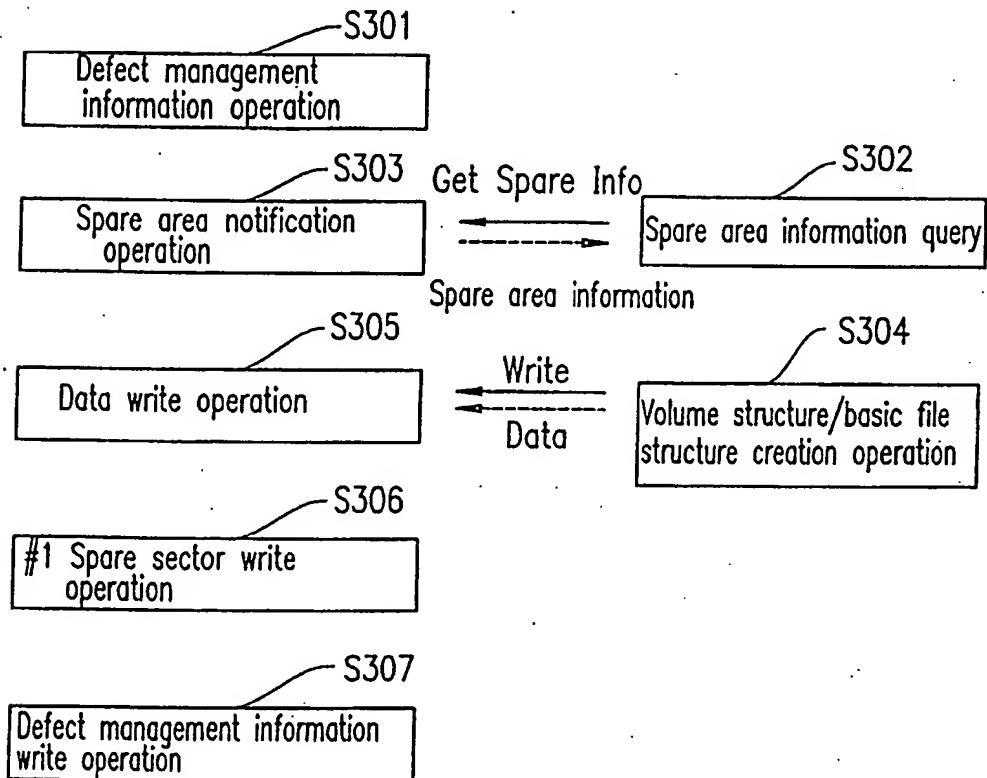 S301
Defect management
information operation
S303
Spare area notification
operation
Get Spare Info
Spare area information
S302
Spare area information query
S305
Data write operation
Write
Data
S304
Volume structure/basic file
structure creation operation
S306
#1 Spare sector write
operation
S307
Defect management information
write operation